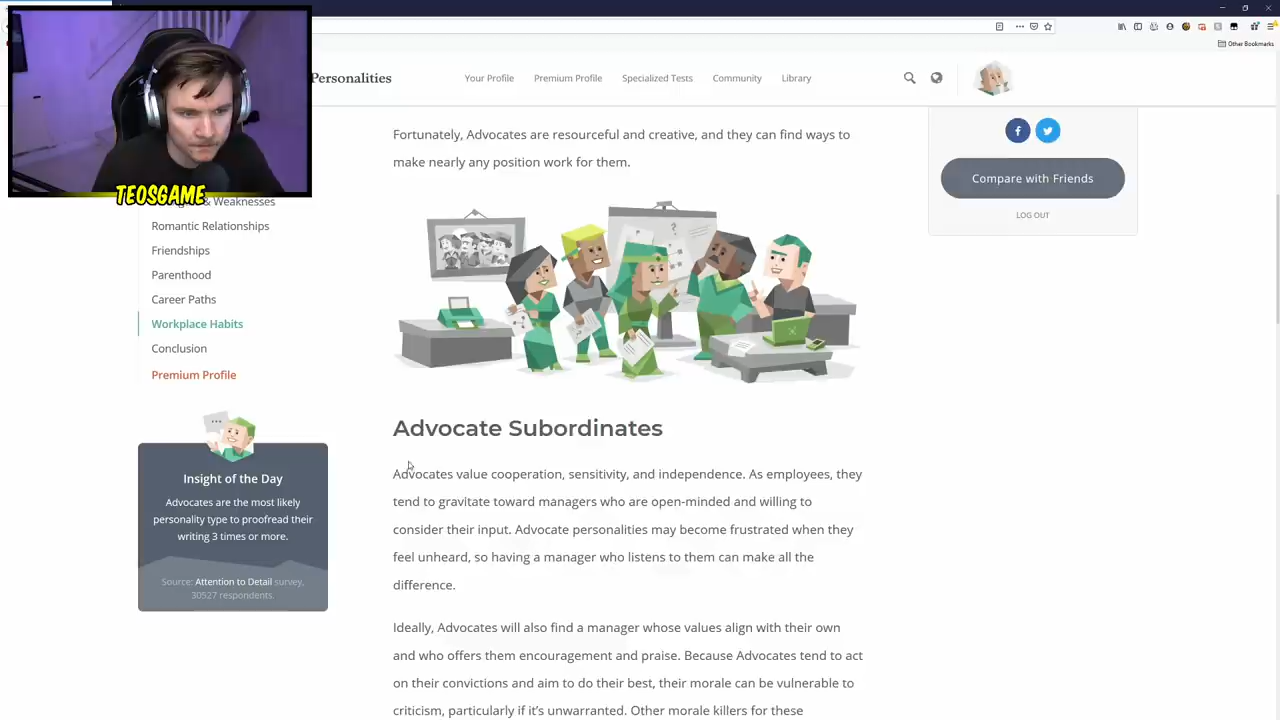 Other Bookmarks
Personalities
Your Profile
Premium Profile
Specialized Tests
Community
Library
TEOSGAME
& Weaknesses
Romantic Relationships
Friendships
Parenthood
Career Paths
Workplace Habits
Conclusion
Premium Profile
Insight of the Day
Advocates are the most likely
personality type to proofread their
writing 3 times or more.
Source: Attention to Detail survey,
30527 respondents.
Fortunately, Advocates are resourceful and creative, and they can find ways to
make nearly any position work for them.
Advocate Subordinates
Advocates value cooperation, sensitivity, and independence. As employees, they
tend to gravitate toward managers who are open-minded and willing to
consider their input. Advocate personalities may become frustrated when they
feel unheard, so having a manager who listens to them can make all the
difference.
Ideally, Advocates will also find a manager whose values align with their own
and who offers them encouragement and praise. Because Advocates tend to act
on their convictions and aim to do their best, their morale can be vulnerable to
criticism, particularly if it's unwarranted. Other morale killers for these
Compare with Friends
LOG OUT